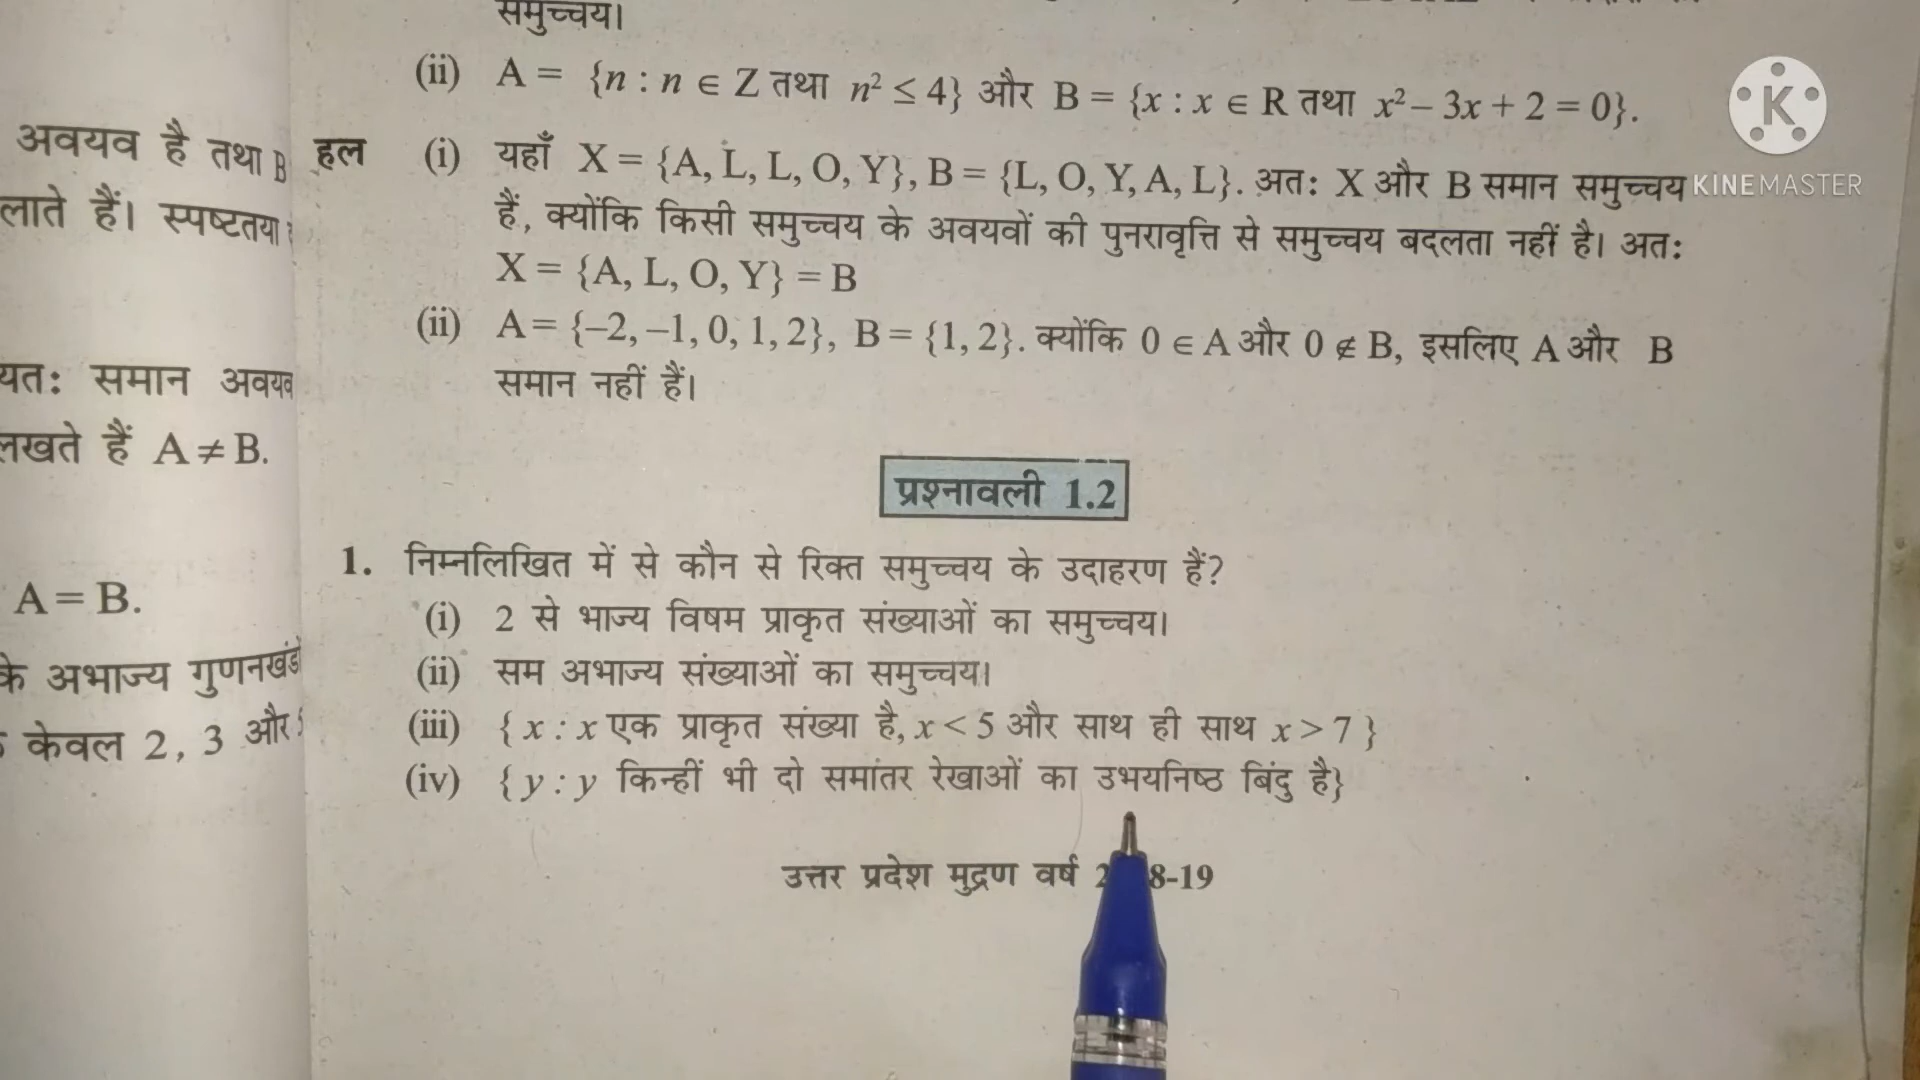 समुच्चय।
(ii) A = {n : n ∈ Z तथा n² ≤ 4} और B = {x : x ∈ R तथा x² – 3x + 2 = 0}.
अवयव है तथा B
हल (i) यहाँ X = {A, L, L, O, Y}, B = {L, O, Y, A, L}. अत: X और B समान समुच्चय
K
KINEMASTER
लाते हैं। स्पष्टतया
हैं, क्योंकि किसी समुच्चय के अवयवों की पुनरावृत्ति से समुच्चय बदलता नहीं है। अत:
X = {A, L, O, Y} = B
(ii) A = {–2, –1, 0, 1, 2}, B = {1, 2}. क्योंकि 0 ∈ A और 0 ∉ B, इसलिए A और B
समान नहीं हैं।
यत: समान अवयव
लखते हैं A ≠ B.
प्रश्नावली 1.2
1. निम्नलिखित में से कौन से रिक्त समुच्चय के उदाहरण हैं?
A = B.
(i) 2 से भाज्य विषम प्राकृत संख्याओं का समुच्चय।
के अभाज्य गुणनखंड
(ii) सम अभाज्य संख्याओं का समुच्चय।
केवल 2, 3 और
(iii) { x : x एक प्राकृत संख्या है, x < 5 और साथ ही साथ x > 7 }
(iv) { y : y किन्हीं भी दो समांतर रेखाओं का उभयनिष्ठ बिंदु है}
उत्तर प्रदेश मुद्रण वर्ष 2 8-19